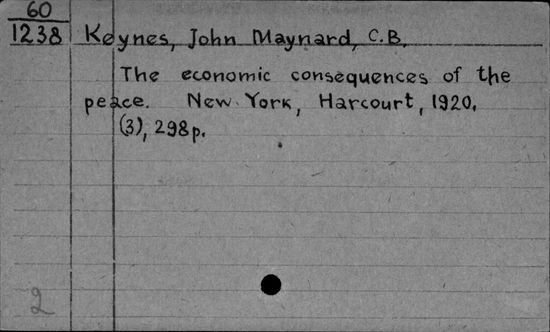 60
1238 Keynes, John Maynard, C.B.
The economic consequences of the
peace. New York, Harcourt, 1920.
(3), 298p.
2